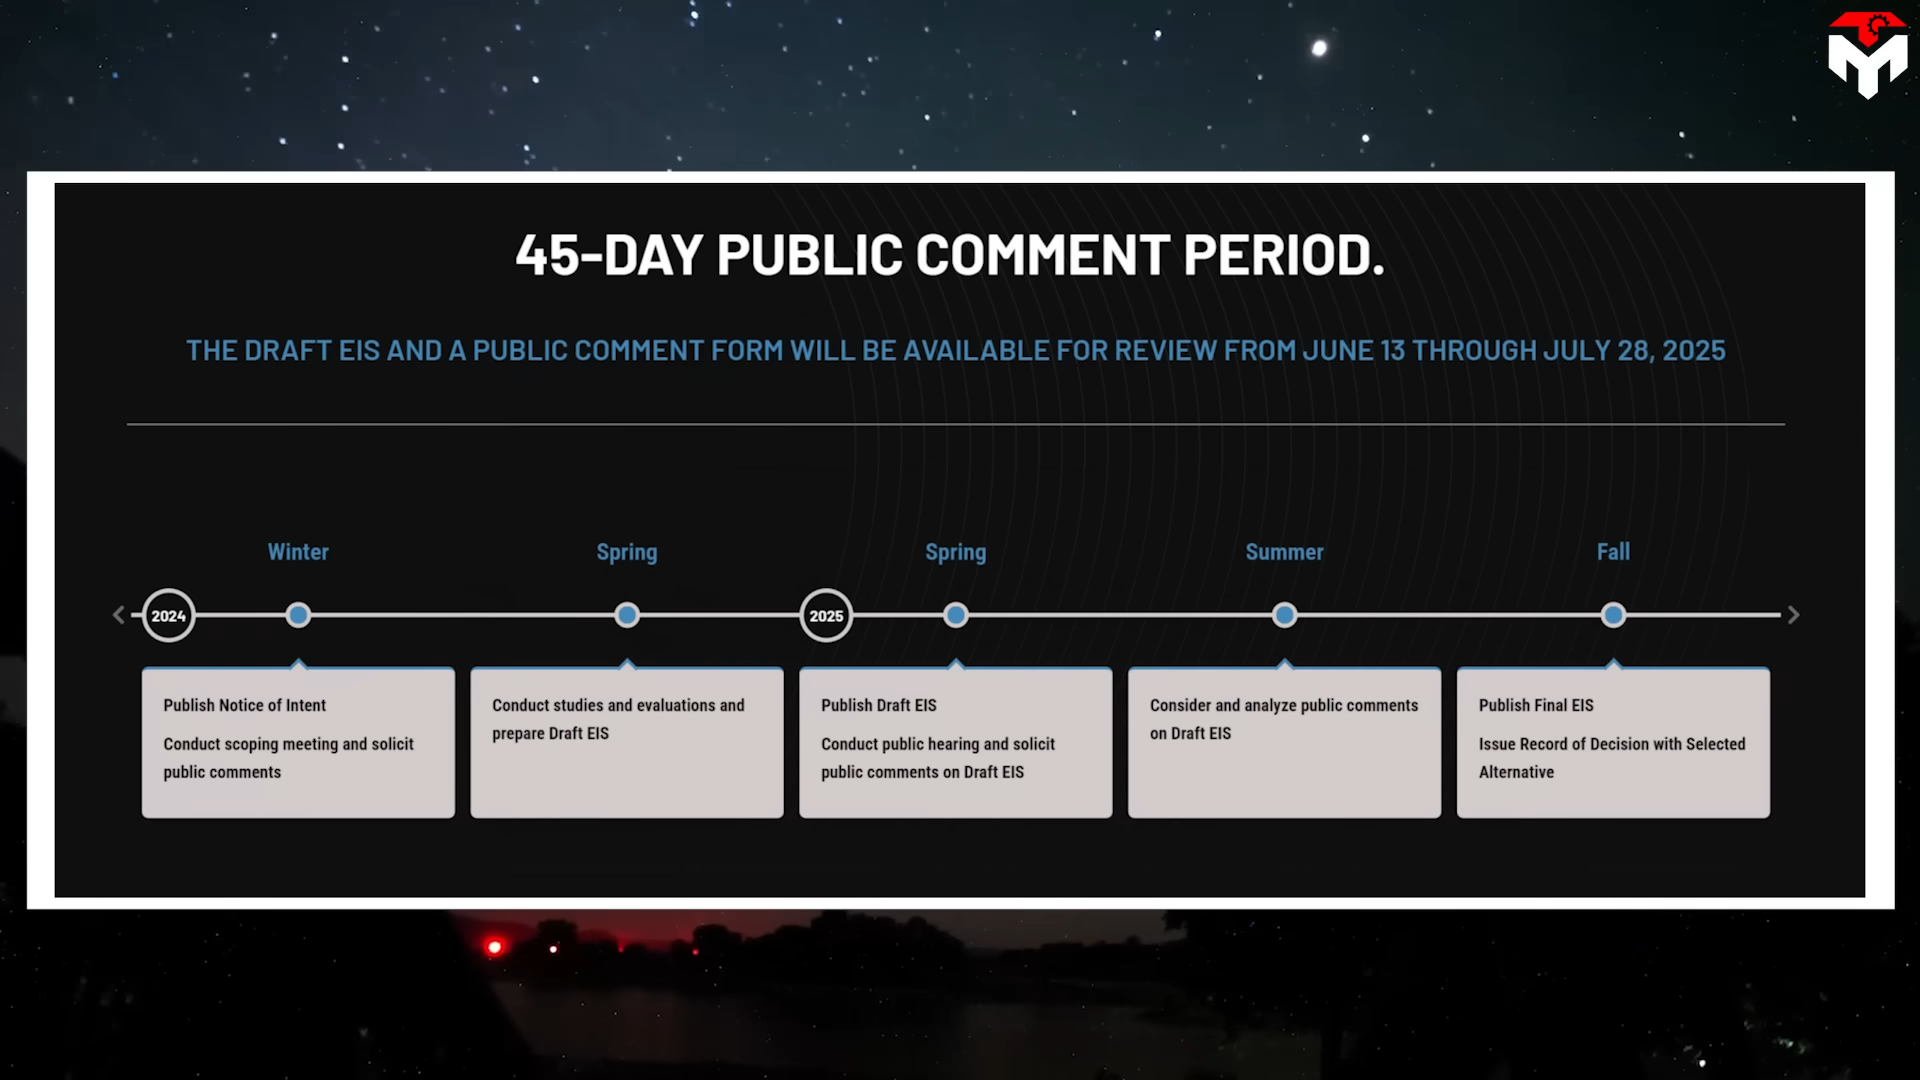 45-DAY PUBLIC COMMENT PERIOD.
THE DRAFT EIS AND A PUBLIC COMMENT FORM WILL BE AVAILABLE FOR REVIEW FROM JUNE 13 THROUGH JULY 28, 2025
Winter
Spring
Spring
Summer
Fall
2024
2025
Publish Notice of Intent
Conduct scoping meeting and solicit
public comments
Conduct studies and evaluations and
prepare Draft EIS
Publish Draft EIS
Conduct public hearing and solicit
public comments on Draft EIS
Consider and analyze public comments
on Draft EIS
Publish Final EIS
Issue Record of Decision with Selected
Alternative